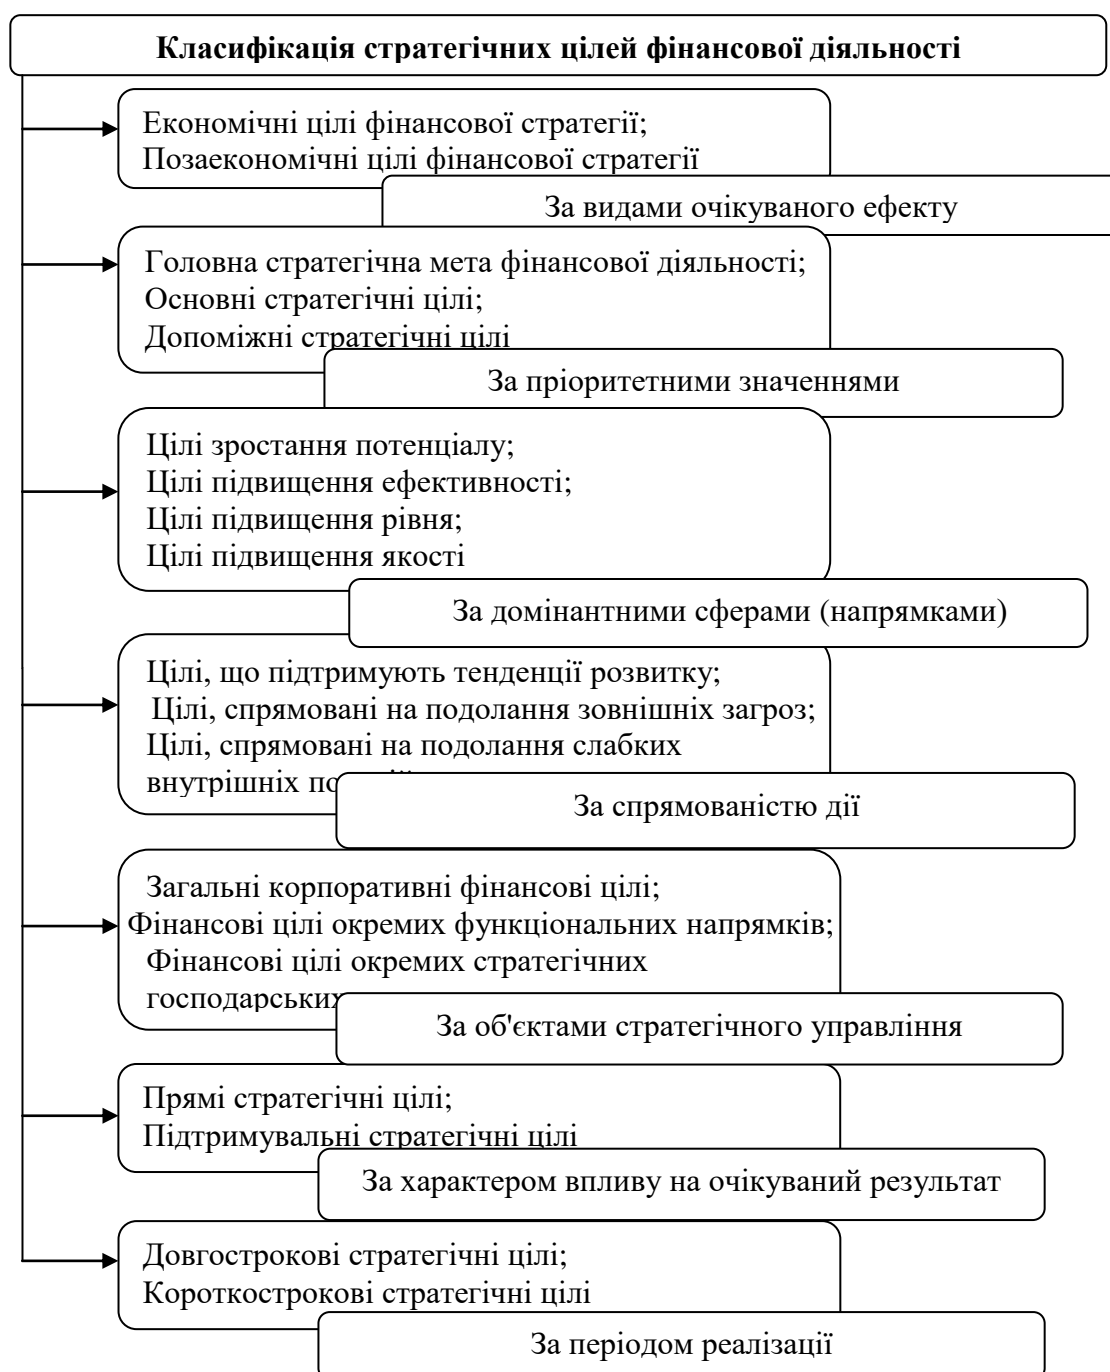 Класифікація стратегічних цілей фінансової діяльності
Економічні цілі фінансової стратегії;
Позаекономічні цілі фінансової стратегії
За видами очікуваного ефекту
Головна стратегічна мета фінансової діяльності;
Основні стратегічні цілі;
Допоміжні стратегічні цілі
За пріоритетними значеннями
Цілі зростання потенціалу;
Цілі підвищення ефективності;
Цілі підвищення рівня;
Цілі підвищення якості
За домінантними сферами (напрямками)
Цілі, що підтримують тенденції розвитку;
Цілі, спрямовані на подолання зовнішніх загроз;
Цілі, спрямовані на подолання слабких
внутрішніх
За спрямованістю дії
Загальні корпоративні фінансові цілі;
Фінансові цілі окремих функціональних напрямків;
Фінансові цілі окремих стратегічних
господарських
За об'єктами стратегічного управління
Прямі стратегічні цілі;
Підтримувальні стратегічні цілі
За характером впливу на очікуваний результат
Довгострокові стратегічні цілі;
Короткострокові стратегічні цілі
За періодом реалізації